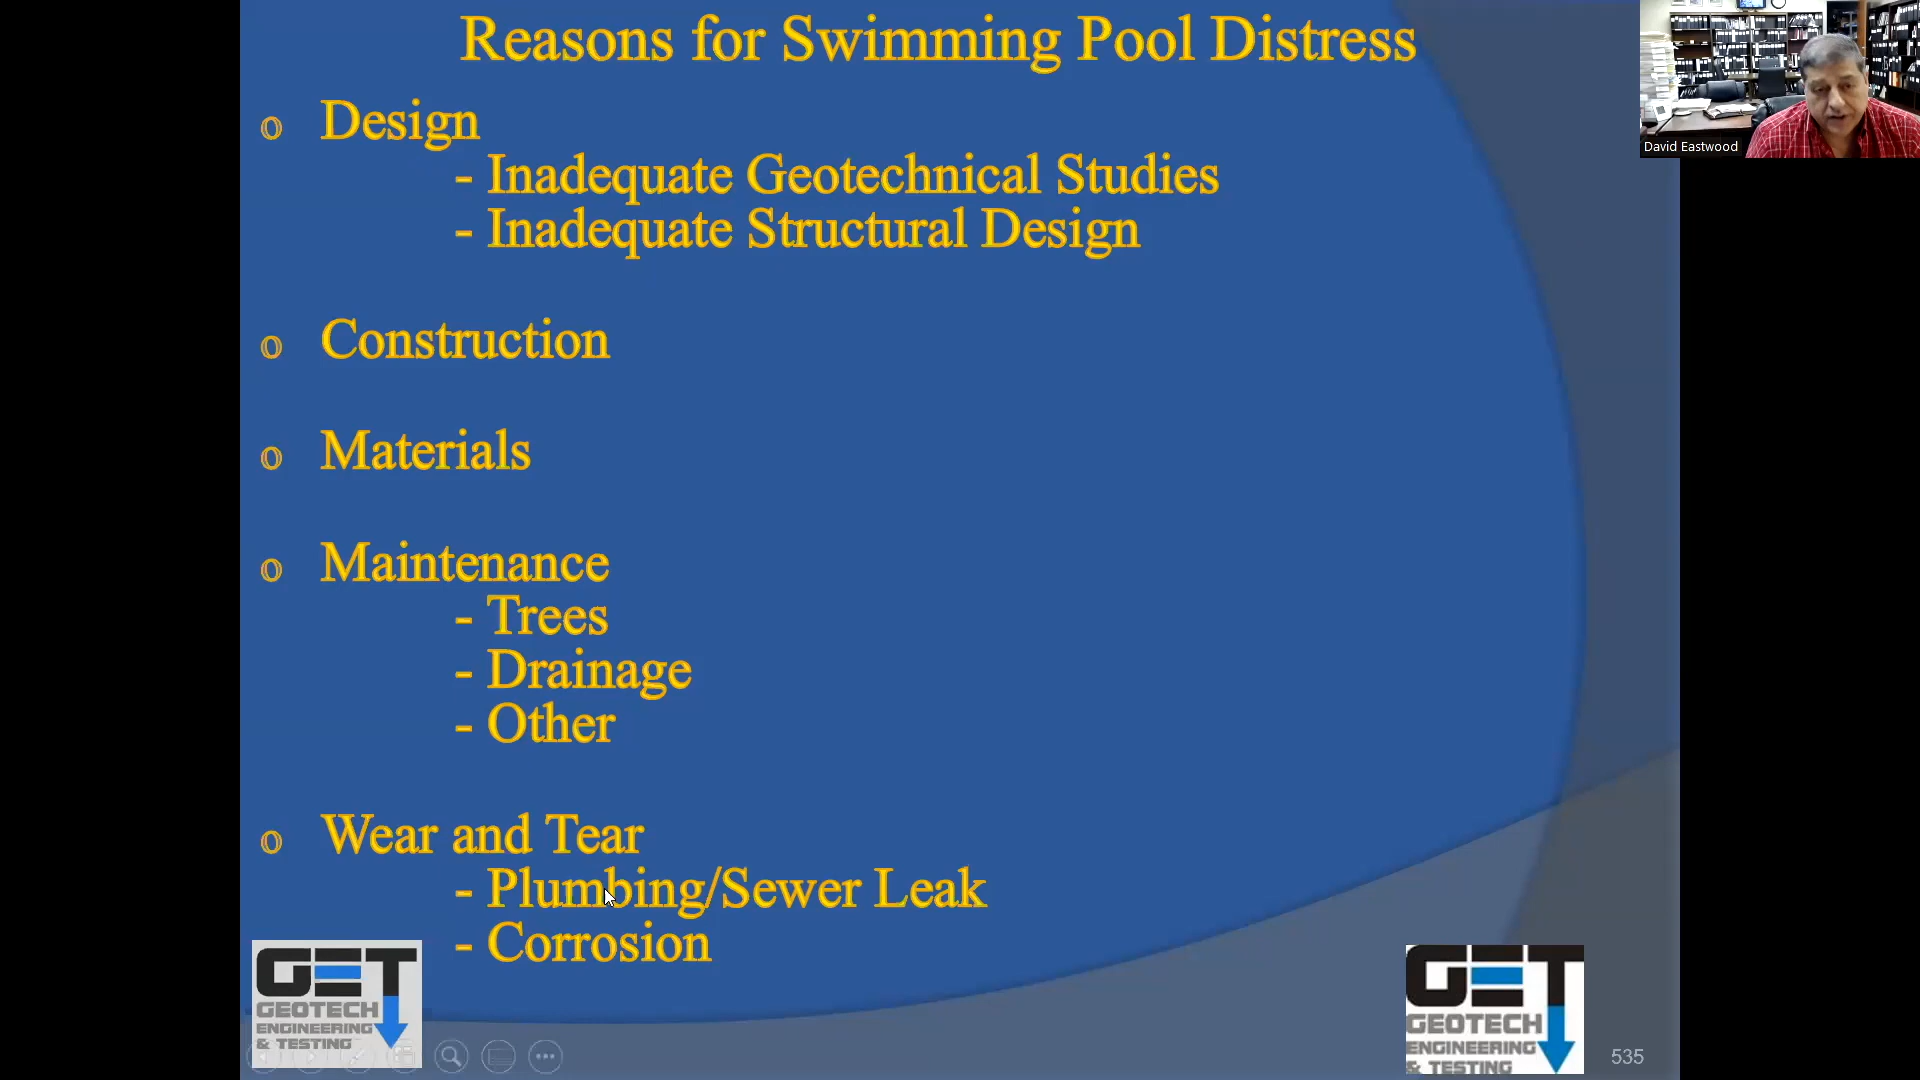 Reasons for Swimming Pool Distress
David Eastwood
o Design
- Inadequate Geotechnical Studies
- Inadequate Structural Design
o Construction
o Materials
o Maintenance
- Trees
- Drainage
- Other
o Wear and Tear
- Plumbing/Sewer Leak
- Corrosion
GET
GEOTECH
ENGINEERING
& TESTING
GET
GEOTECH
ENGINEERING
& TESTING
535